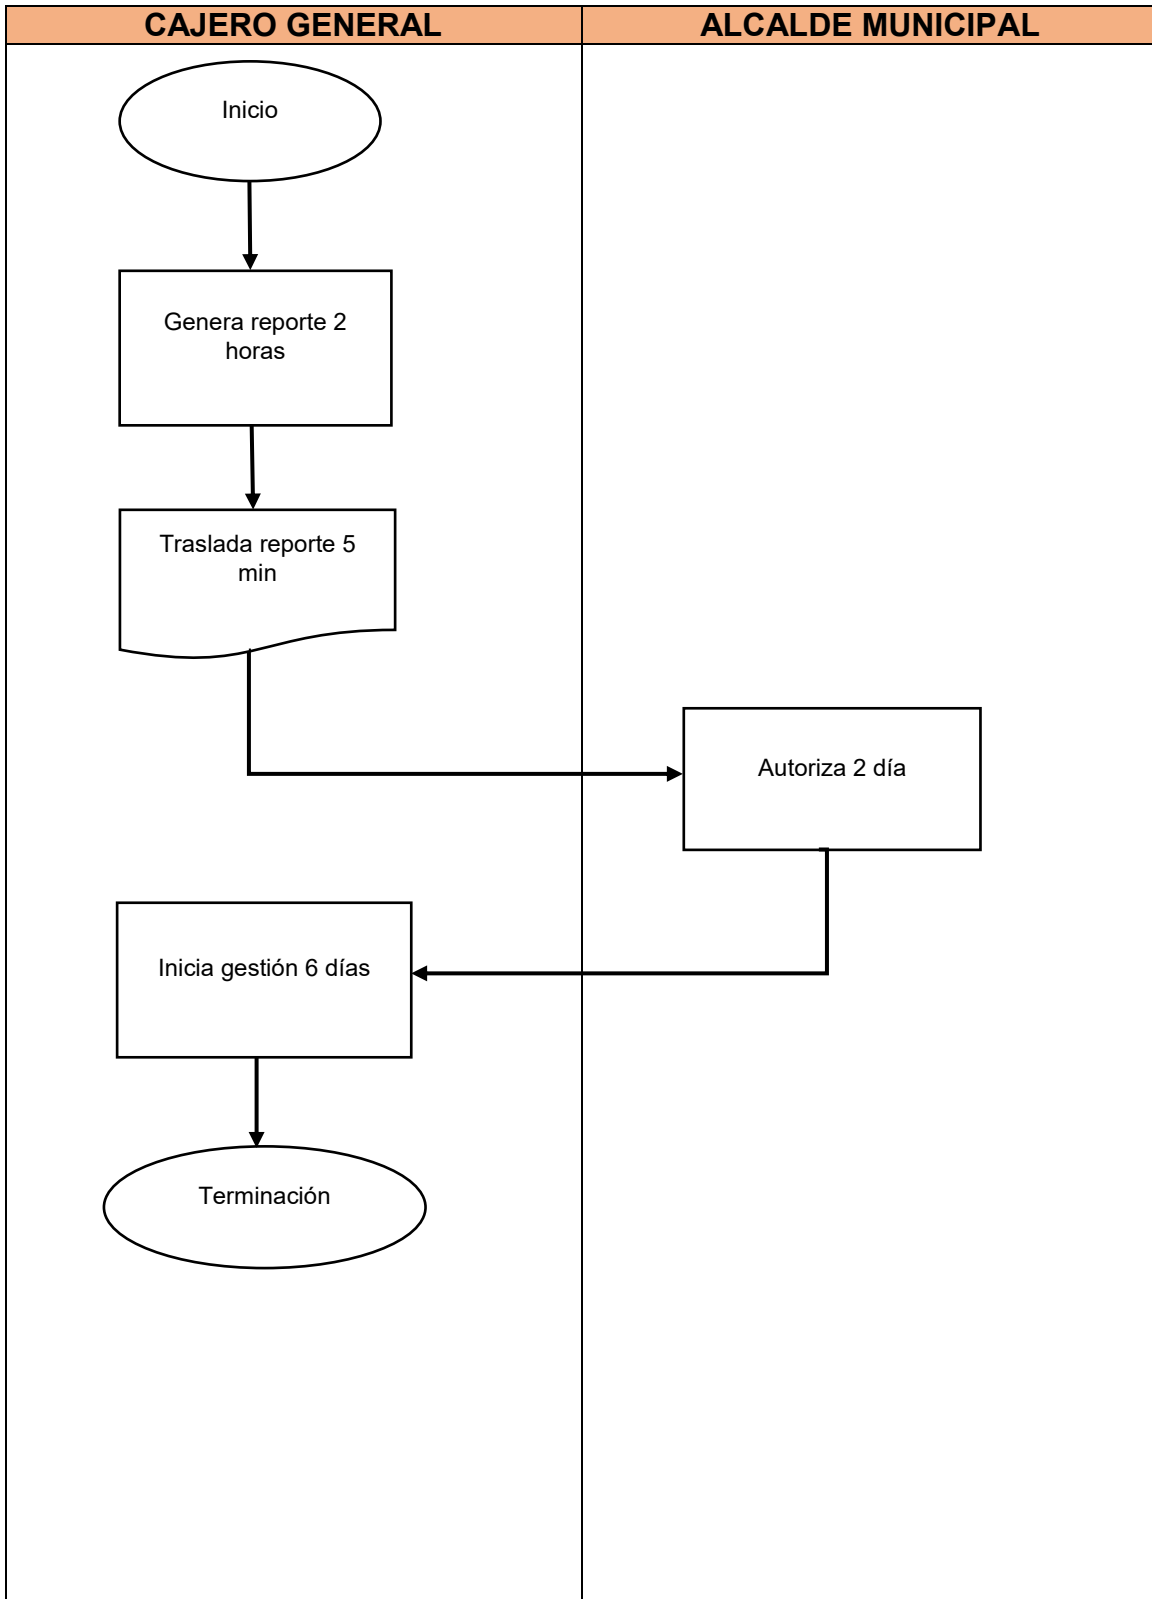 CAJERO GENERAL
ALCALDE MUNICIPAL
Inicio
Genera reporte 2
horas
Traslada reporte 5
min
Autoriza 2 día
Inicia gestión 6 días
Terminación